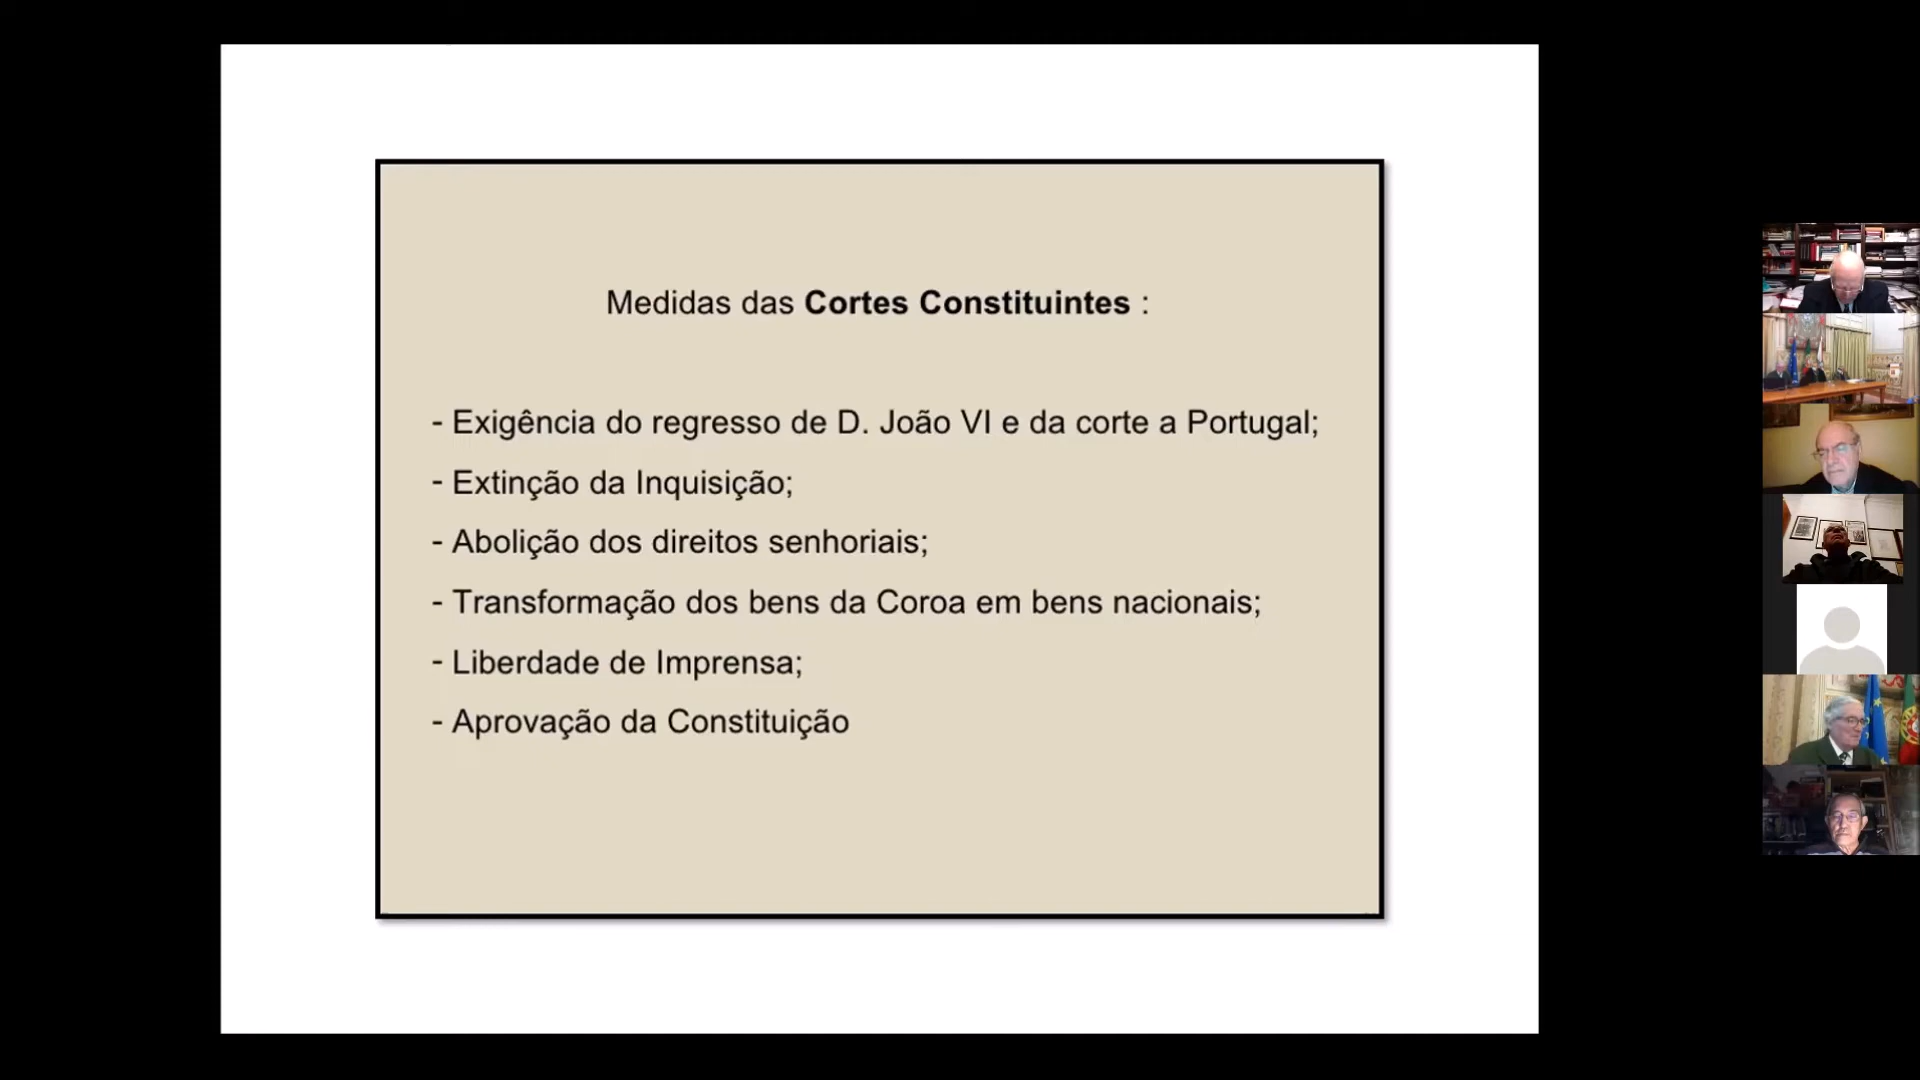 Medidas das Cortes Constituintes :
- Exigência do regresso de D. João VI e da corte a Portugal;
- Extinção da Inquisição;
- Abolição dos direitos senhoriais;
- Transformação dos bens da Coroa em bens nacionais;
- Liberdade de Imprensa;
- Aprovação da Constituição